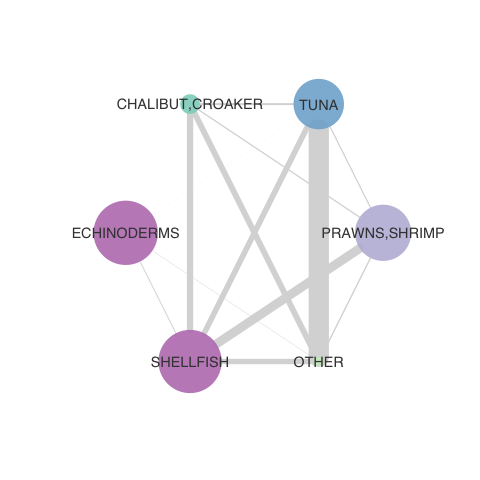 CHALIBUT,CROAKER
TUNA
ECHINODERMS
PRAWNS,SHRIMP
SHELLFISH
OTHER